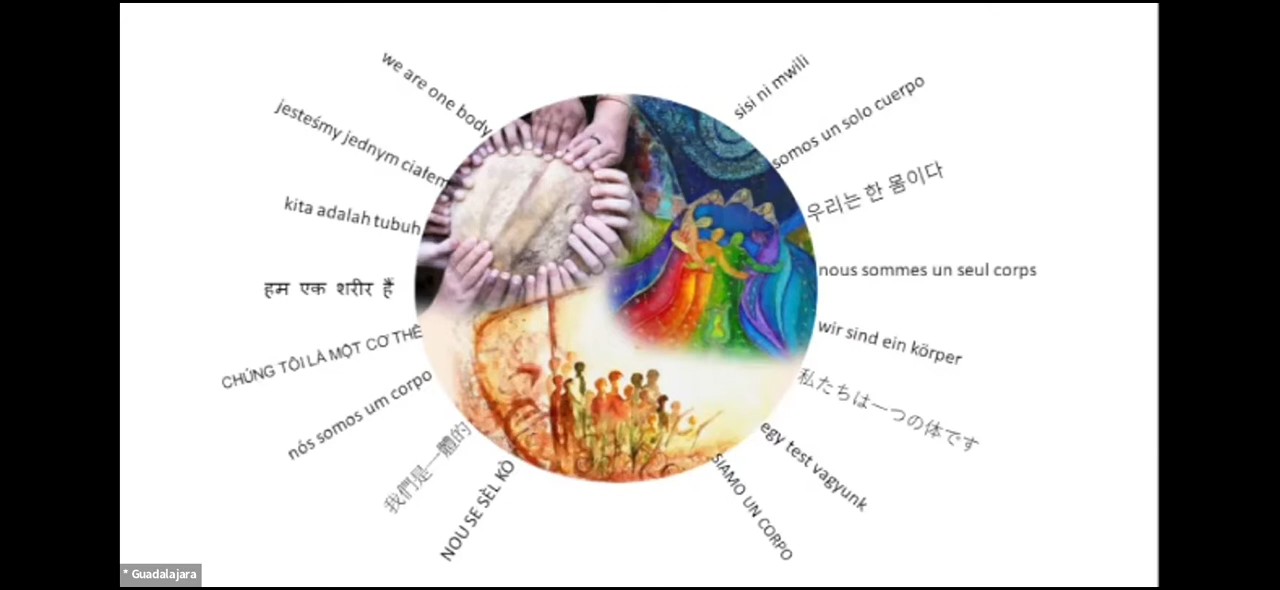 we are one body
jesteśmy jednym ciałem
kita adalah tubuh
हम एक शरीर हैं
CHÚNG TÔI LÀ MỘT CƠ THỂ
nós somos um corpo
我們是一體的
NOU SE SÈL KÒ
sisi ni mwili
somos un solo cuerpo
우리는 한 몸이다
nous sommes un seul corps
wir sind ein körper
私たちは一つの体です
egy test vagyunk
SIAMO UN CORPO
* Guadalajara